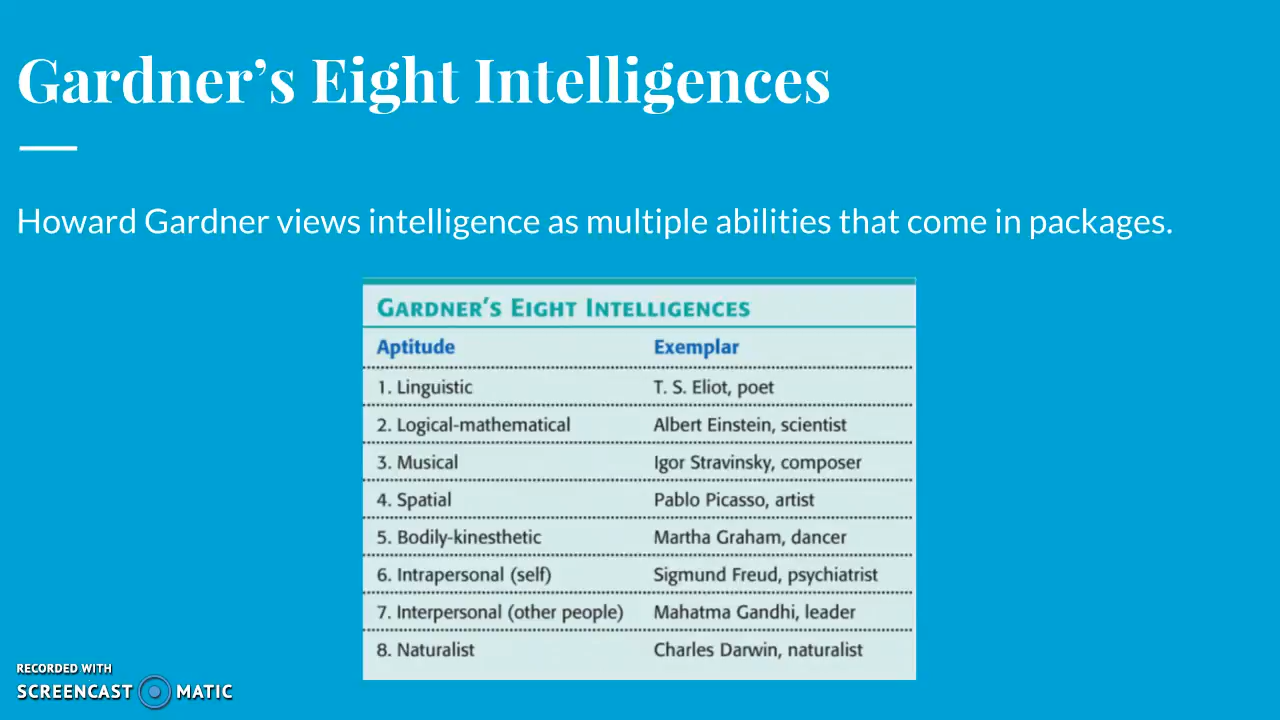 Gardner’s Eight Intelligences
Howard Gardner views intelligence as multiple abilities that come in packages.
GARDNER’S EIGHT INTELLIGENCES
Aptitude Exemplar
1. Linguistic T. S. Eliot, poet
2. Logical-mathematical Albert Einstein, scientist
3. Musical Igor Stravinsky, composer
4. Spatial Pablo Picasso, artist
5. Bodily-kinesthetic Martha Graham, dancer
6. Intrapersonal (self) Sigmund Freud, psychiatrist
7. Interpersonal (other people) Mahatma Gandhi, leader
8. Naturalist Charles Darwin, naturalist
RECORDED WITH
SCREENCAST MATIC